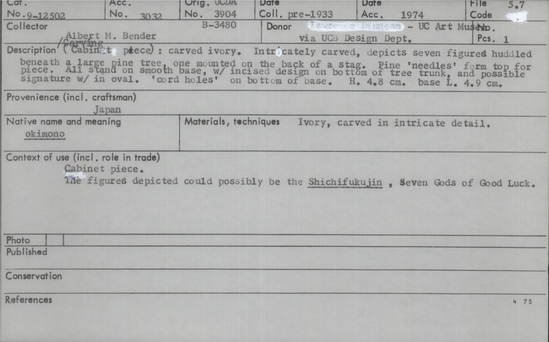 Cat. Acc. Orig. UCDA Date Date File 5.7
No. 9-12502 No. 3032 No. 3904 Coll. pre-1933 Acc. 1974 Code
Collector B-3480 Donor - UC Art Museum No.
Albert M. Bender via UCB Design Dept. Pcs. 1
Carving
Description (Cabinet piece): carved ivory. Intricately carved, depicts seven figured huddled
beneath a large pine tree, one mounted on the back of a stag. Pine 'needles' form top for
piece. All stand on smooth base, w/ incised design on bottom of tree trunk, and possible
signature w/ in oval. 'cord holes' on bottom of base. H. 4.8 cm. base L. 4.9 cm.
Provenience (incl. craftsman)
Japan
Native name and meaning Materials, techniques Ivory, carved in intricate detail.
okimono
Context of use (incl. role in trade)
Cabinet piece.
The figured depicted could possibly be the Shichifukujin , Seven Gods of Good Luck.
Photo
Published
Conservation
References 4 75